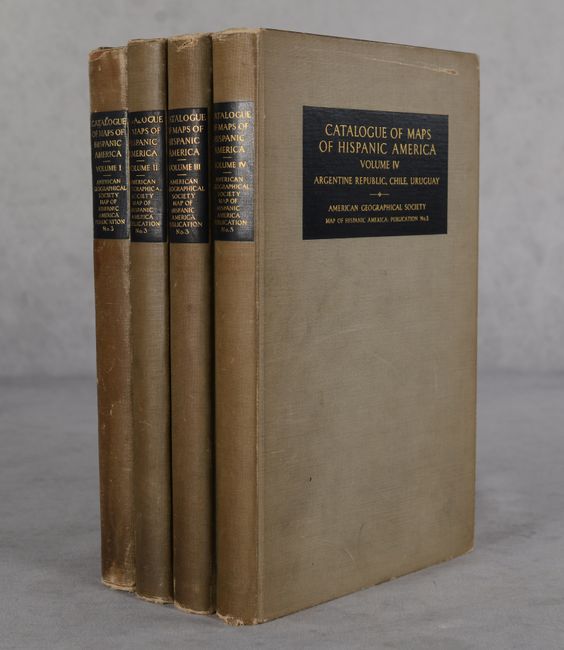 CATALOGUE
OF MAPS OF
HISPANIC
AMERICA
VOLUME I
AMERICAN
GEOGRAPHICAL
SOCIETY
MAP OF
HISPANIC
AMERICA
PUBLICATION
No.3
CATALOGUE
MAPS OF
HISPANIC
AMERICA
VOLUME II
AMERICAN
GEOGRAPHICAL
SOCIETY
MAP OF
HISPANIC
AMERICA
PUBLICATION
No.3
CATALOGUE
OF MAPS OF
HISPANIC
AMERICA
VOLUME III
AMERICAN
GEOGRAPHICAL
SOCIETY
MAP OF
HISPANIC
AMERICA
PUBLICATION
No.3
CATALOGUE
OF MAPS OF
HISPANIC
AMERICA
VOLUME IV
AMERICAN
GEOGRAPHICAL
SOCIETY
MAP OF
HISPANIC
AMERICA
PUBLICATION
No.3
CATALOGUE OF MAPS
OF HISPANIC AMERICA
VOLUME IV
ARGENTINE REPUBLIC, CHILE, URUGUAY
AMERICAN GEOGRAPHICAL SOCIETY
MAP OF HISPANIC AMERICA: PUBLICATION No.3